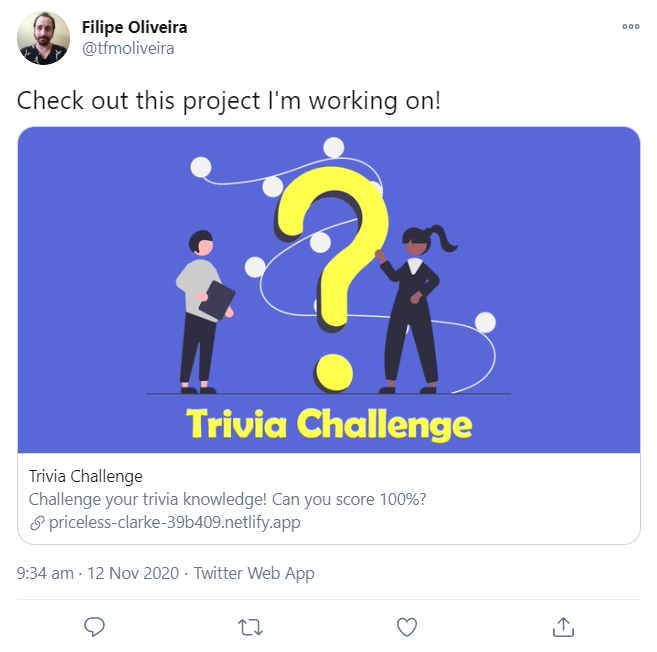 Filipe Oliveira
@tfmoliveira
Check out this project I'm working on!
Trivia Challenge
Trivia Challenge
Challenge your trivia knowledge! Can you score 100%?
priceless-clarke-39b409.netlify.app
9:34 am · 12 Nov 2020 · Twitter Web App